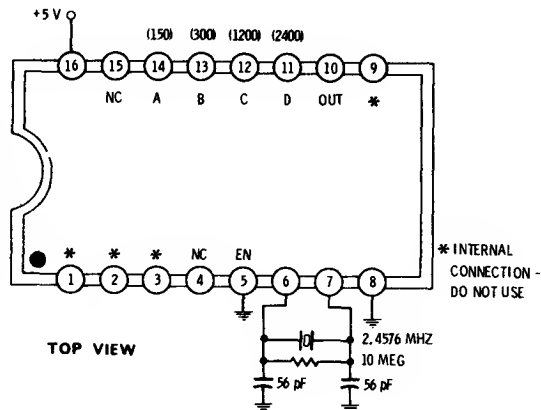 +5 V
(150) (300) (1200) (2400)
16 15 14 13 12 11 10 9
NC A B C D OUT *
* * * NC EN
1 2 3 4 5 6 7 8
* INTERNAL
CONNECTION -
DO NOT USE
TOP VIEW
2.4576 MHZ
10 MEG
56 pF 56 pF